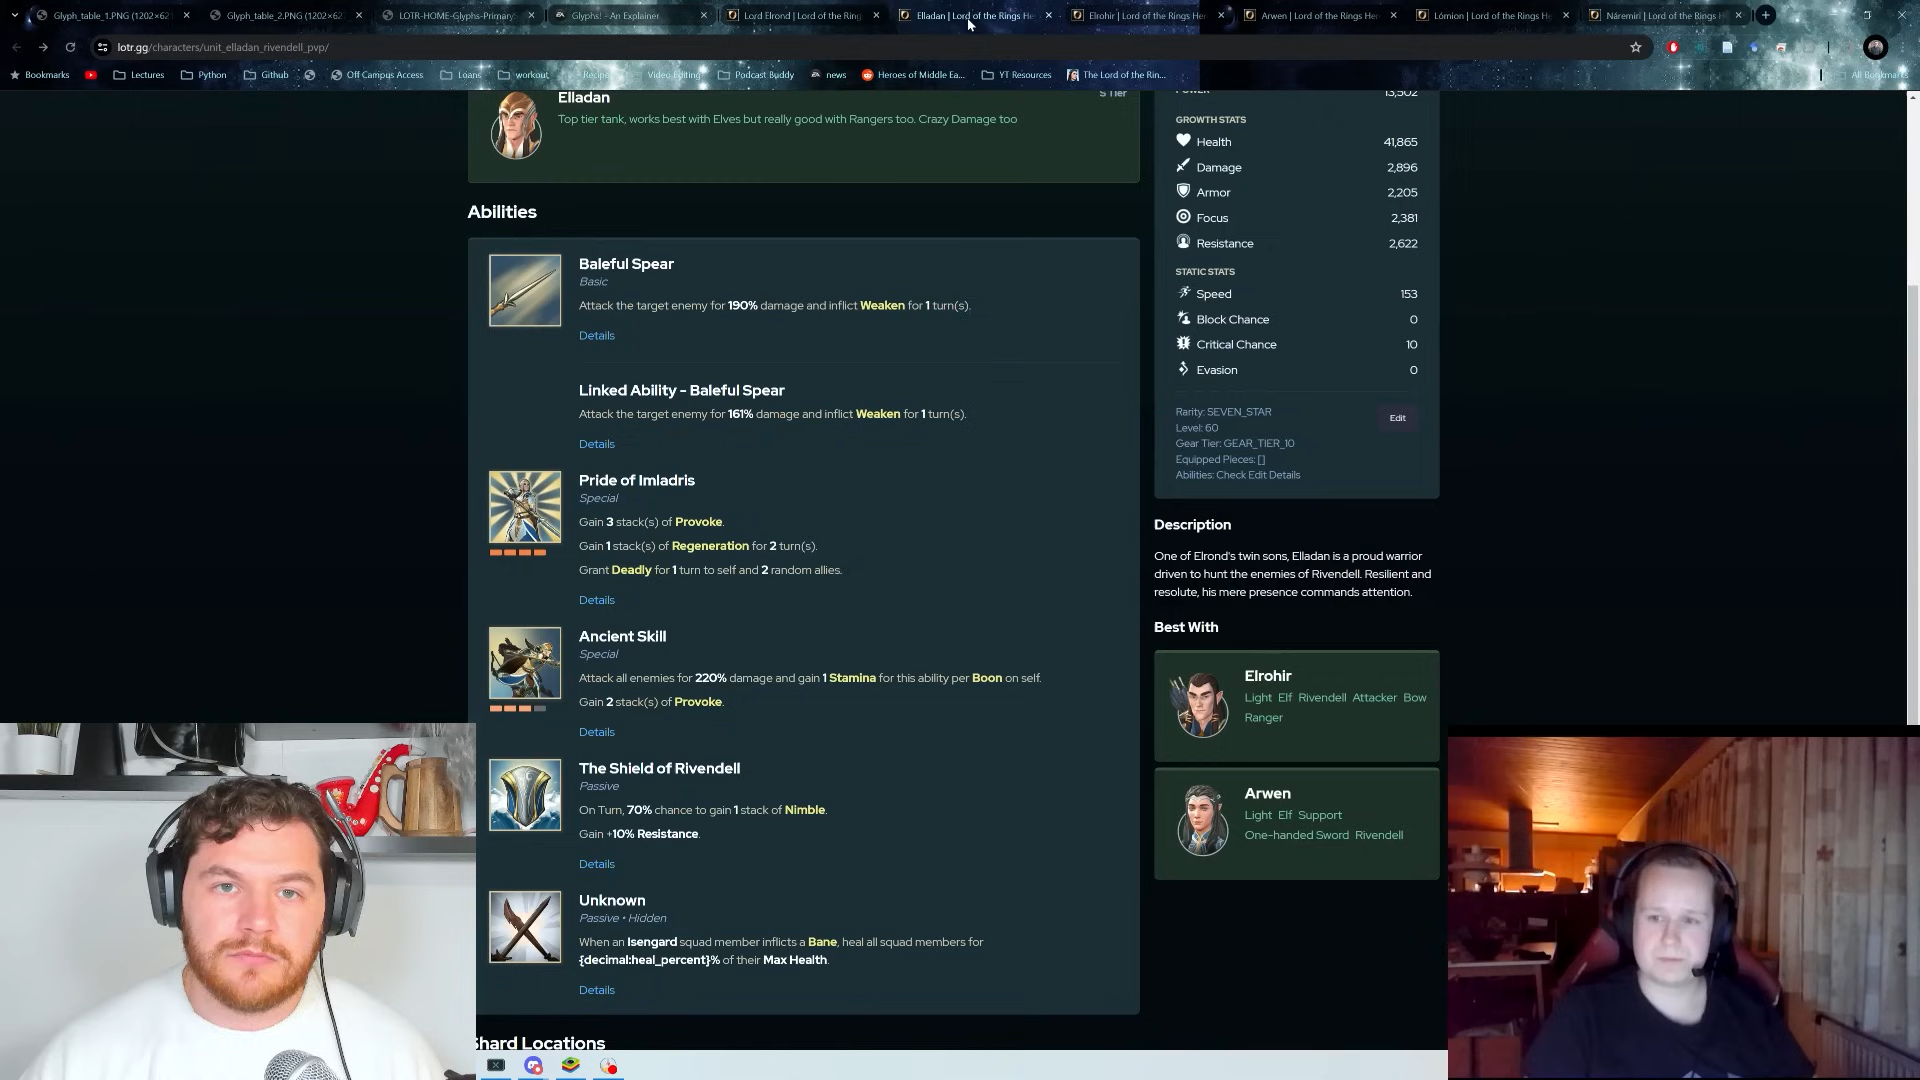 Glyph_table_1.PNG (1202×621
Glyph_table_2.PNG (1202×62
LOTR-HOME-Glyphs-Primary
Glyphs! - An Explainer
Lord Elrond | Lord of the Ring
Elladan | Lord of the Rings He
Elrohir | Lord of the Rings Her
Arwen | Lord of the Rings Her
Lómion | Lord of the Rings H
Náremiri | Lord of the Rings H
lotr.gg/characters/unit_elladan_rivendell_pvp/
Bookmarks
Lectures
Python
Github
Off Campus Access
Loans
workout
Recipe
Video Editing
Podcast Buddy
news
Heroes of Middle Ea...
YT Resources
The Lord of the Rin...
All Bookmarks
Elladan
S Tier
Top tier tank, works best with Elves but really good with Rangers too. Crazy Damage too
Abilities
Baleful Spear
Basic
Attack the target enemy for 190% damage and inflict Weaken for 1 turn(s).
Details
Linked Ability - Baleful Spear
Attack the target enemy for 161% damage and inflict Weaken for 1 turn(s).
Details
Pride of Imladris
Special
Gain 3 stack(s) of Provoke.
Gain 1 stack(s) of Regeneration for 2 turn(s).
Grant Deadly for 1 turn to self and 2 random allies.
Details
Ancient Skill
Special
Attack all enemies for 220% damage and gain 1 Stamina for this ability per Boon on self.
Gain 2 stack(s) of Provoke.
Details
The Shield of Rivendell
Passive
On Turn, 70% chance to gain 1 stack of Nimble.
Gain +10% Resistance.
Details
Unknown
Passive • Hidden
When an Isengard squad member inflicts a Bane, heal all squad members for
{decimal:heal_percent}% of their Max Health.
Details
Shard Locations
POWER 13,502
GROWTH STATS
Health 41,865
Damage 2,896
Armor 2,205
Focus 2,381
Resistance 2,622
STATIC STATS
Speed 153
Block Chance 0
Critical Chance 10
Evasion 0
Rarity: SEVEN_STAR
Edit
Level: 60
Gear Tier: GEAR_TIER_10
Equipped Pieces: []
Abilities: Check Edit Details
Description
One of Elrond's twin sons, Elladan is a proud warrior
driven to hunt the enemies of Rivendell. Resilient and
resolute, his mere presence commands attention.
Best With
Elrohir
Light Elf Rivendell Attacker Bow
Ranger
Arwen
Light Elf Support
One-handed Sword Rivendell